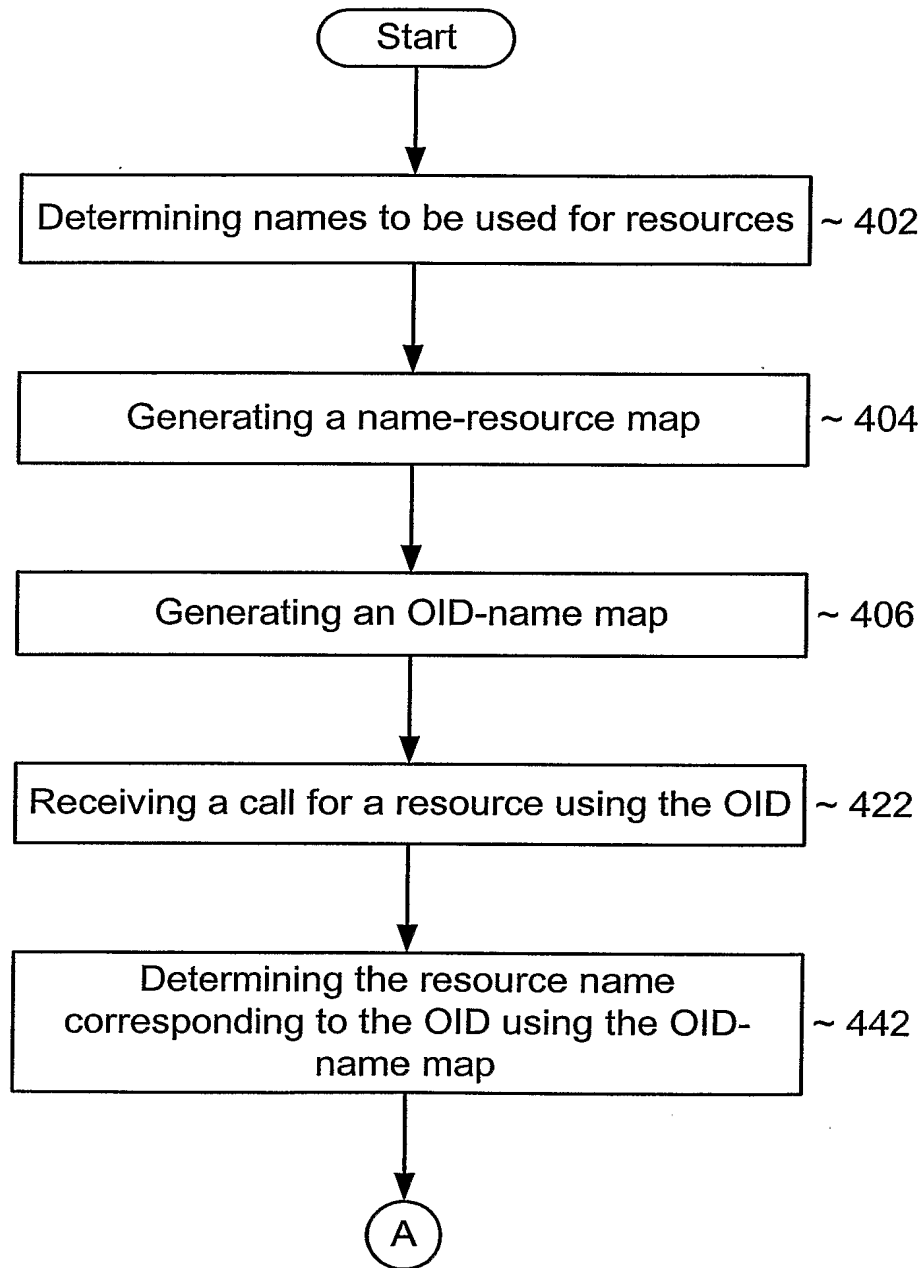 Start
Determining names to be used for resources ~ 402
Generating a name-resource map ~ 404
Generating an OID-name map ~ 406
Receiving a call for a resource using the OID ~ 422
Determining the resource name
corresponding to the OID using the OID- ~ 442
name map
A